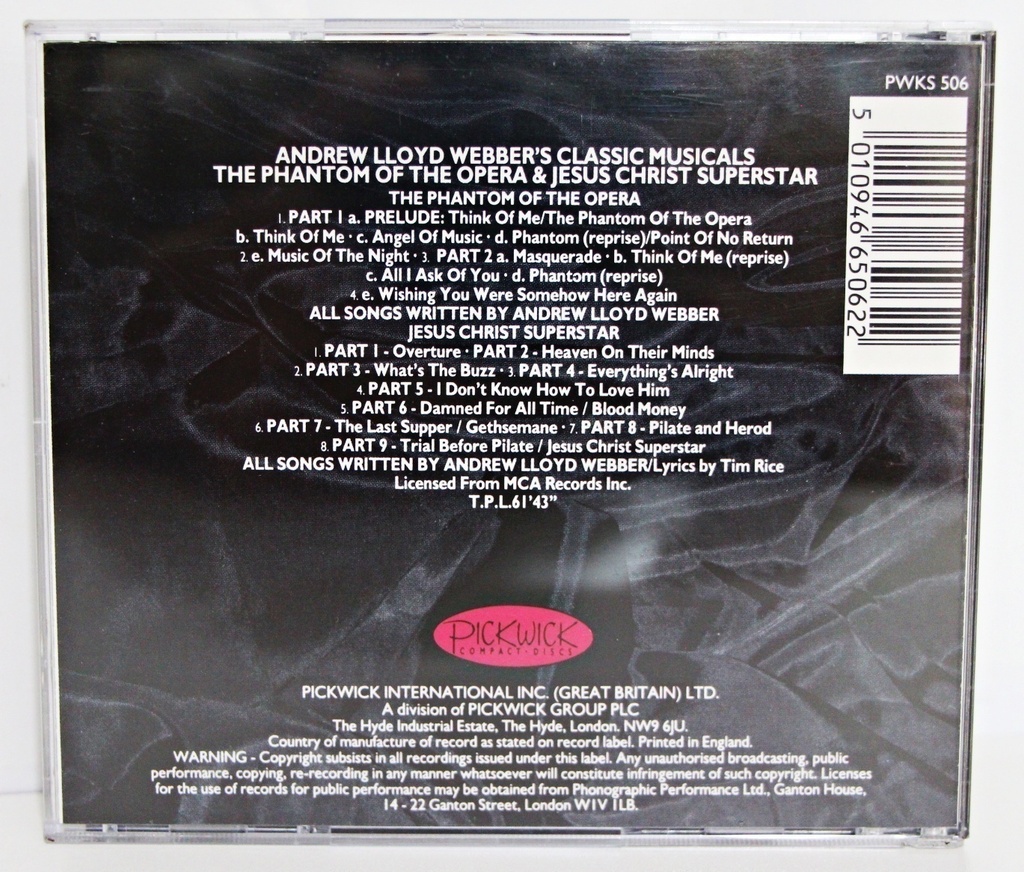 PWKS 506
5 010946 650622
ANDREW LLOYD WEBBER'S CLASSIC MUSICALS
THE PHANTOM OF THE OPERA & JESUS CHRIST SUPERSTAR
THE PHANTOM OF THE OPERA
1. PART 1 a. PRELUDE: Think Of Me/The Phantom Of The Opera
b. Think Of Me · c. Angel Of Music · d. Phantom (reprise)/Point Of No Return
2. e. Music Of The Night · 3. PART 2 a. Masquerade · b. Think Of Me (reprise)
c. All I Ask Of You · d. Phantom (reprise)
4. e. Wishing You Were Somehow Here Again
ALL SONGS WRITTEN BY ANDREW LLOYD WEBBER
JESUS CHRIST SUPERSTAR
1. PART 1 - Overture · PART 2 - Heaven On Their Minds
2. PART 3 - What's The Buzz · 3. PART 4 - Everything's Alright
4. PART 5 - I Don't Know How To Love Him
5. PART 6 - Damned For All Time / Blood Money
6. PART 7 - The Last Supper / Gethsemane · 7. PART 8 - Pilate and Herod
8. PART 9 - Trial Before Pilate / Jesus Christ Superstar
ALL SONGS WRITTEN BY ANDREW LLOYD WEBBER/Lyrics by Tim Rice
Licensed From MCA Records Inc.
T.P.L.61'43"
PICKWICK
COMPACT·DISCS
PICKWICK INTERNATIONAL INC. (GREAT BRITAIN) LTD.
A division of PICKWICK GROUP PLC
The Hyde Industrial Estate, The Hyde, London. NW9 6JU.
Country of manufacture of record as stated on record label. Printed in England.
WARNING - Copyright subsists in all recordings issued under this label. Any unauthorised broadcasting, public
performance, copying, re-recording in any manner whatsoever will constitute infringement of such copyright. Licenses
for the use of records for public performance may be obtained from Phonographic Performance Ltd., Ganton House,
14 - 22 Ganton Street, London W1V 1LB.